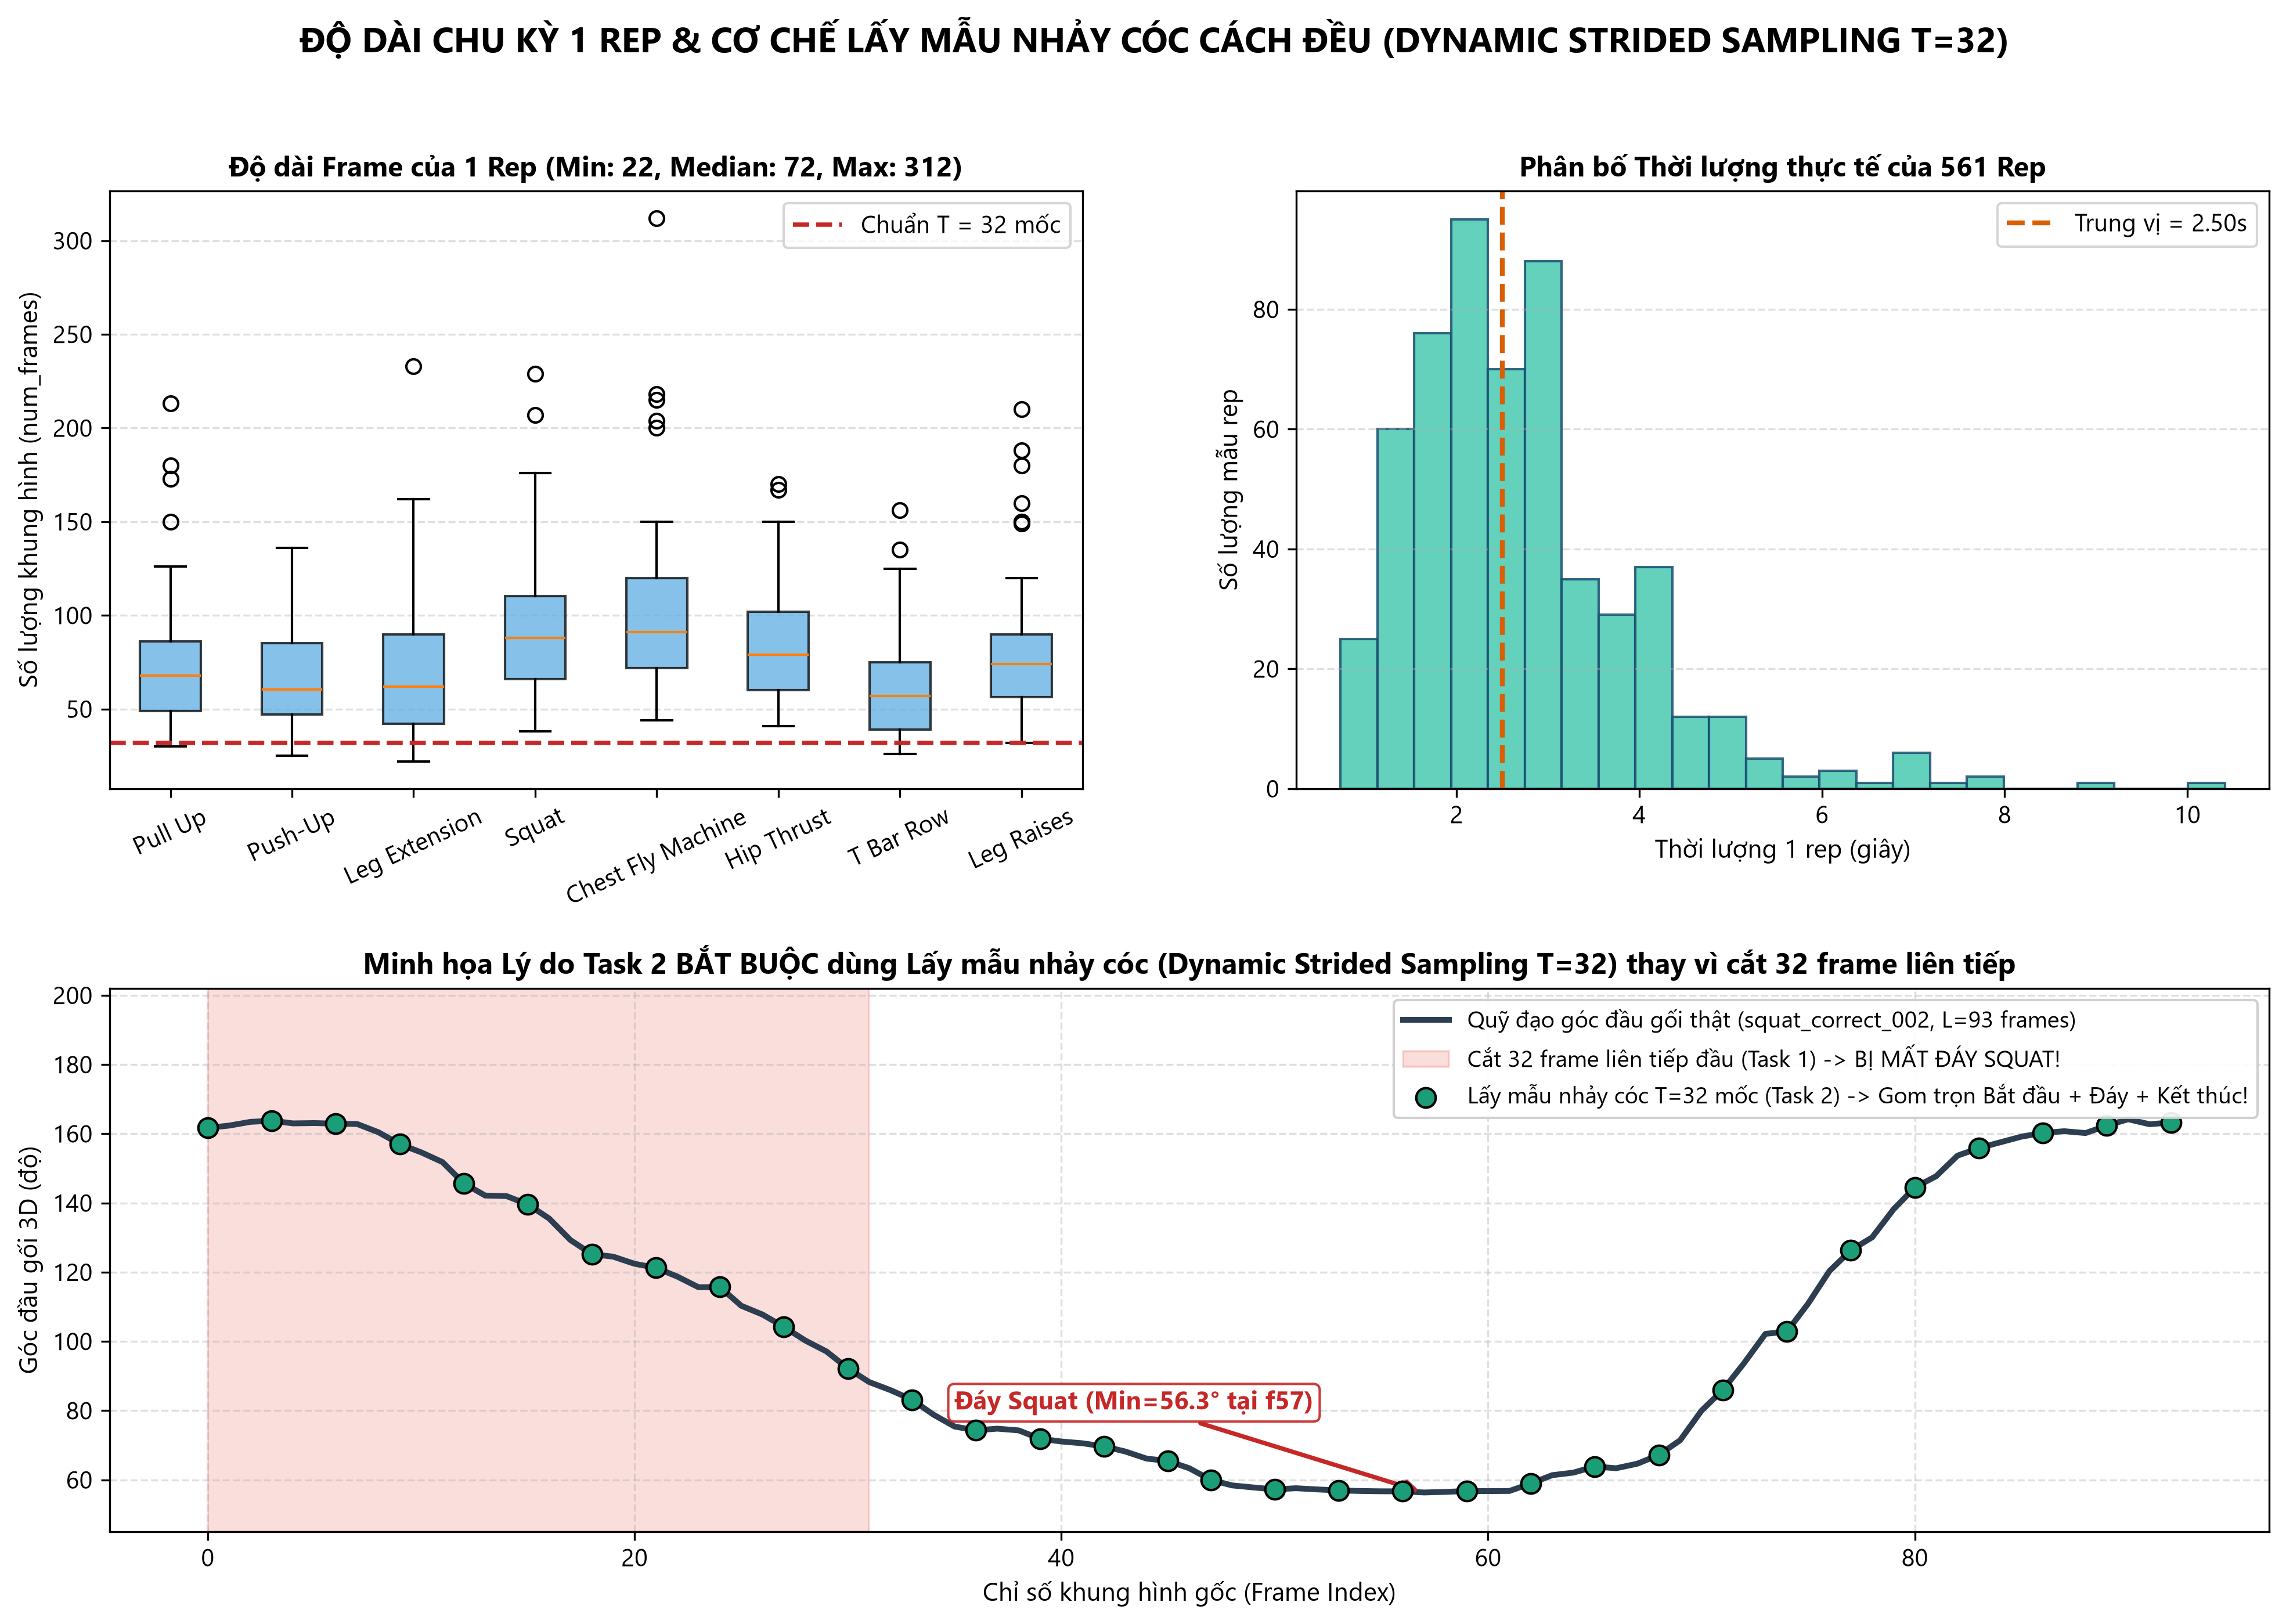 ĐỘ DÀI CHU KỲ 1 REP & CƠ CHẾ LẤY MẪU NHẢY CÓC CÁCH ĐỀU (DYNAMIC STRIDED SAMPLING T=32)
Độ dài Frame của 1 Rep (Min: 22, Median: 72, Max: 312)
Chuẩn T = 32 mốc
Số lượng khung hình (num_frames)
300
250
200
150
100
50
Pull Up
Push-Up
Leg Extension
Squat
Chest Fly Machine
Hip Thrust
T Bar Row
Leg Raises
Phân bố Thời lượng thực tế của 561 Rep
Trung vị = 2.50s
Số lượng mẫu rep
80
60
40
20
0
2
4
6
8
10
Thời lượng 1 rep (giây)
Minh họa Lý do Task 2 BẮT BUỘC dùng Lấy mẫu nhảy cóc (Dynamic Strided Sampling T=32) thay vì cắt 32 frame liên tiếp
Quỹ đạo góc đầu gối thật (squat_correct_002, L=93 frames)
Cắt 32 frame liên tiếp đầu (Task 1) -> BỊ MẤT ĐÁY SQUAT!
Lấy mẫu nhảy cóc T=32 mốc (Task 2) -> Gom trọn Bắt đầu + Đáy + Kết thúc!
Góc đầu gối 3D (độ)
200
180
160
140
120
100
80
60
Đáy Squat (Min=56.3° tại f57)
0
20
40
60
80
Chỉ số khung hình gốc (Frame Index)